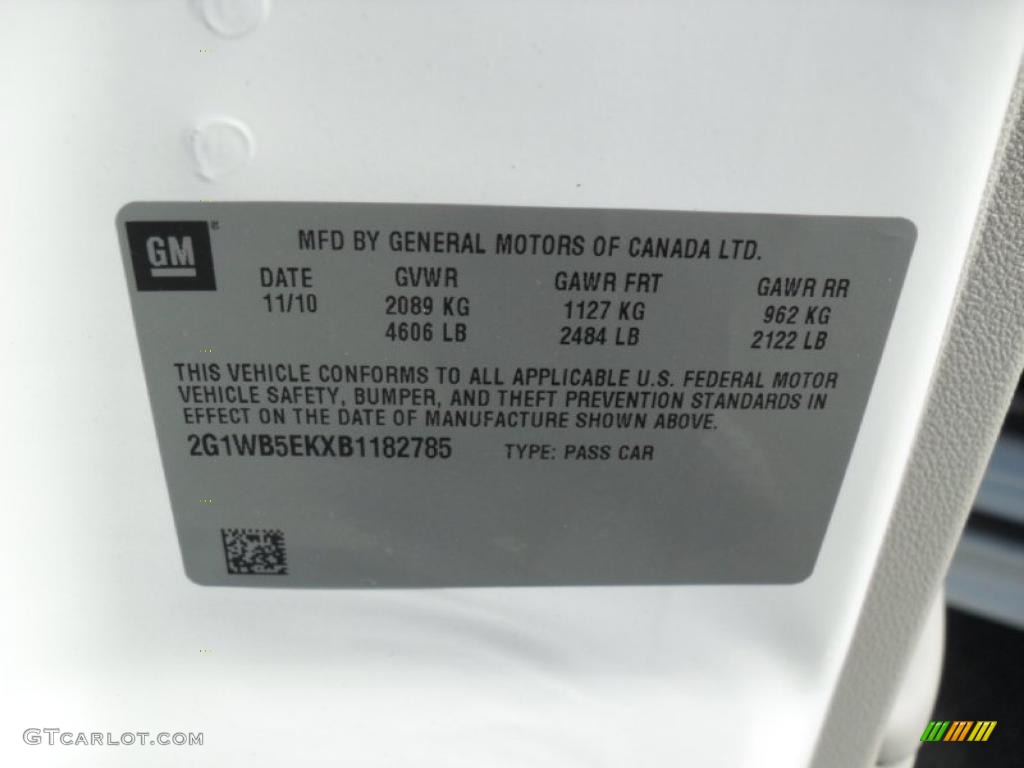 GM
MFD BY GENERAL MOTORS OF CANADA LTD.
DATE GVWR GAWR FRT GAWR RR
11/10 2089 KG 1127 KG 962 KG
4606 LB 2484 LB 2122 LB
THIS VEHICLE CONFORMS TO ALL APPLICABLE U.S. FEDERAL MOTOR
VEHICLE SAFETY, BUMPER, AND THEFT PREVENTION STANDARDS IN
EFFECT ON THE DATE OF MANUFACTURE SHOWN ABOVE.
2G1WB5EKXB1182785 TYPE: PASS CAR
GTCARLOT.COM